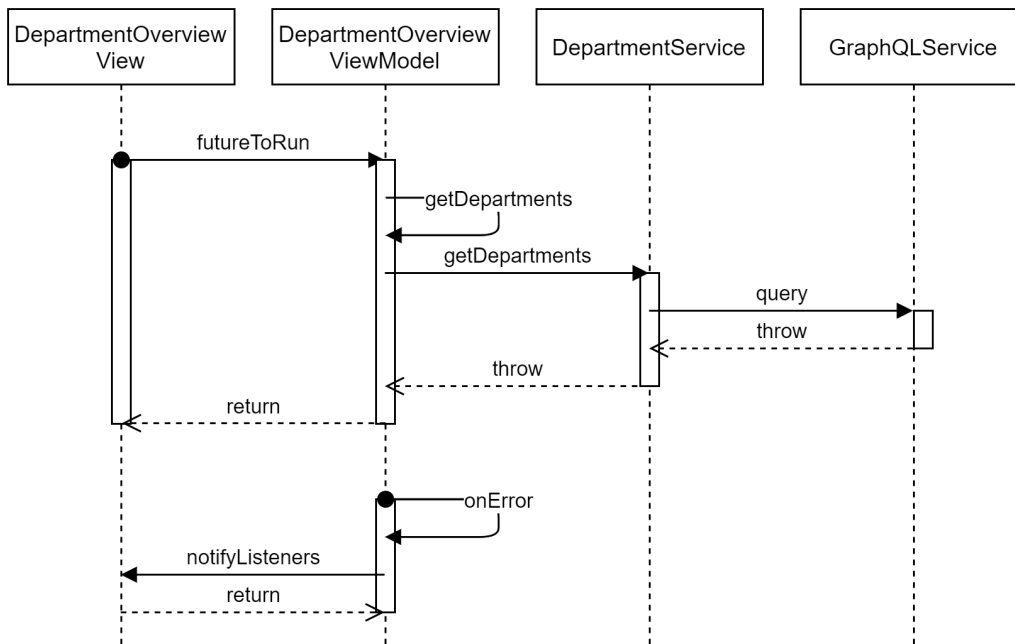 DepartmentOverview
View
DepartmentOverview
ViewModel
DepartmentService
GraphQLService
futureToRun
getDepartments
getDepartments
query
throw
throw
return
onError
notifyListeners
return